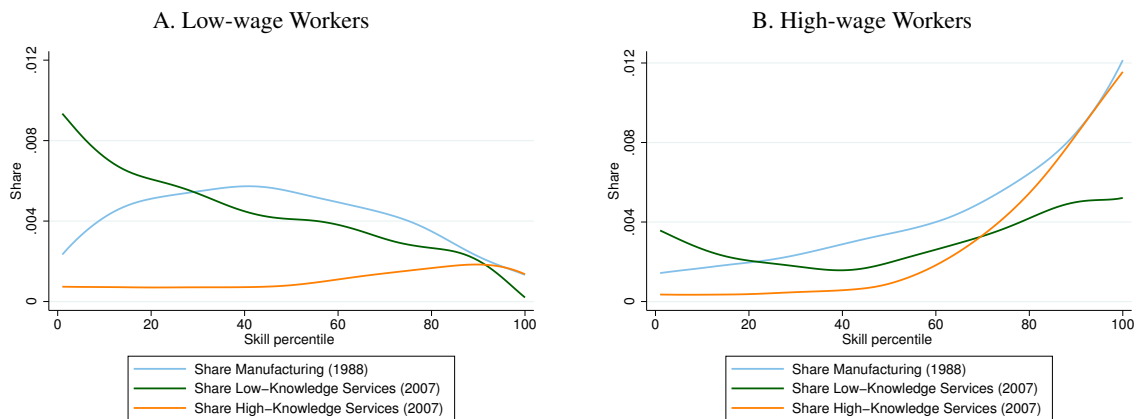 A. Low-wage Workers
.012
.008
.004
0
Share
0 20 40 60 80 100
Skill percentile
Share Manufacturing (1988)
Share Low−Knowledge Services (2007)
Share High−Knowledge Services (2007)
B. High-wage Workers
.012
.008
.004
0
Share
0 20 40 60 80 100
Skill percentile
Share Manufacturing (1988)
Share Low−Knowledge Services (2007)
Share High−Knowledge Services (2007)